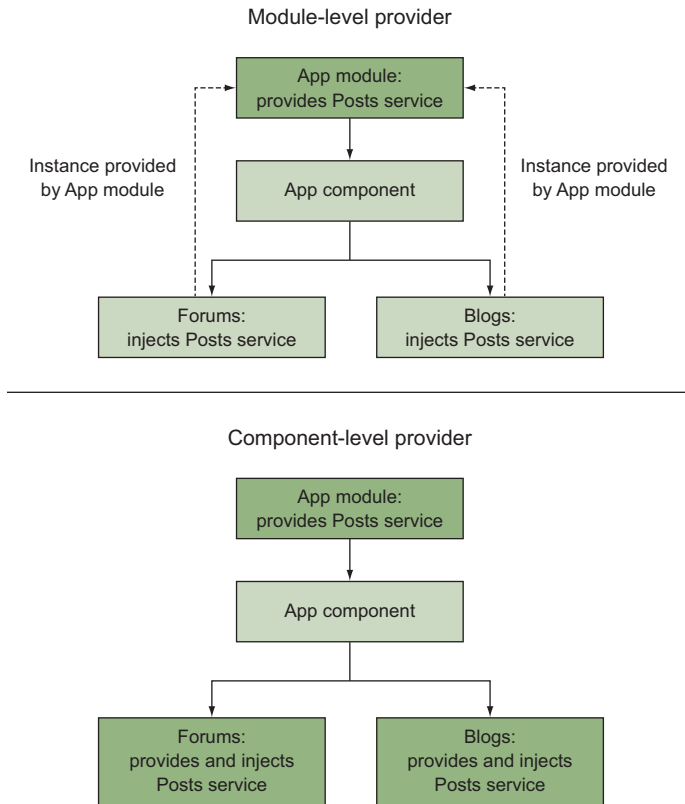 Module-level provider
App module:
provides Posts service
Instance provided
by App module
Instance provided
by App module
App component
Forums:
injects Posts service
Blogs:
injects Posts service
Component-level provider
App module:
provides Posts service
App component
Forums:
provides and injects
Posts service
Blogs:
provides and injects
Posts service